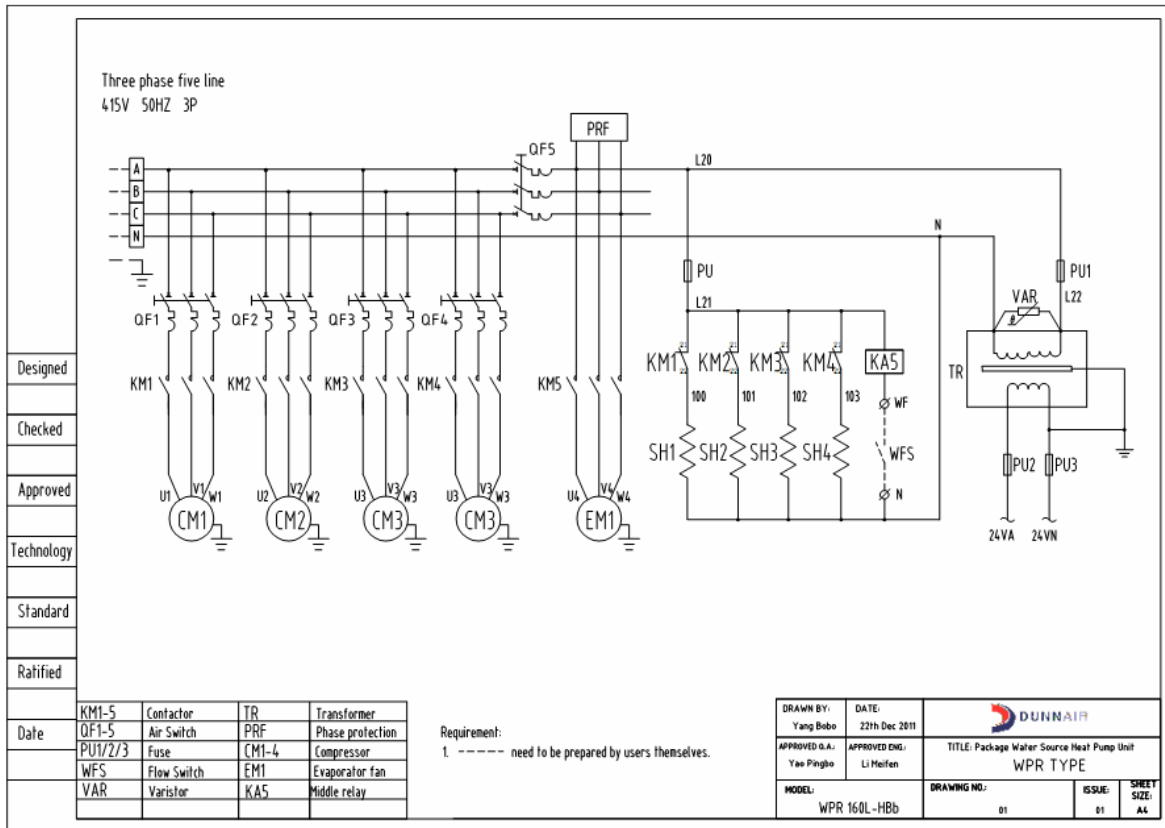 Three phase five line
415V 50HZ 3P
PRF
QF5
A
B
C
N
L20
N
PU
PU1
L21
L22
VAR
QF1
QF2
QF3
QF4
KM1
KM2
KM3
KM4
KM5
KM1
KM2
KM3
KM4
KA5
TR
100
101
102
103
WF
SH1
SH2
SH3
SH4
WFS
N
PU2
PU3
U1 V1 W1
U2 V2 W2
U3 V3 W3
U3 V3 W3
U4 V4 W4
CM1
CM2
CM3
CM3
EM1
24VA
24VN
Designed
Checked
Approved
Technology
Standard
Ratified
Date
KM1-5 Contactor TR Transformer
QF1-5 Air Switch PRF Phase protection
PU1/2/3 Fuse CM1-4 Compressor
WFS Flow Switch EM1 Evaporator fan
VAR Varistor KA5 Middle relay
Requirement:
1. ------ need to be prepared by users themselves.
DRAWN BY: DATE:
Yang Bobo 22th Dec 2011
DUNNAIR
APPROVED Q.A.: APPROVED ENG.:
Yao Pingbo Li Meifen
TITLE: Package Water Source Heat Pump Unit
WPR TYPE
MODEL:
WPR 160L-HBb
DRAWING NO.:
01
ISSUE:
01
SHEET SIZE:
A4